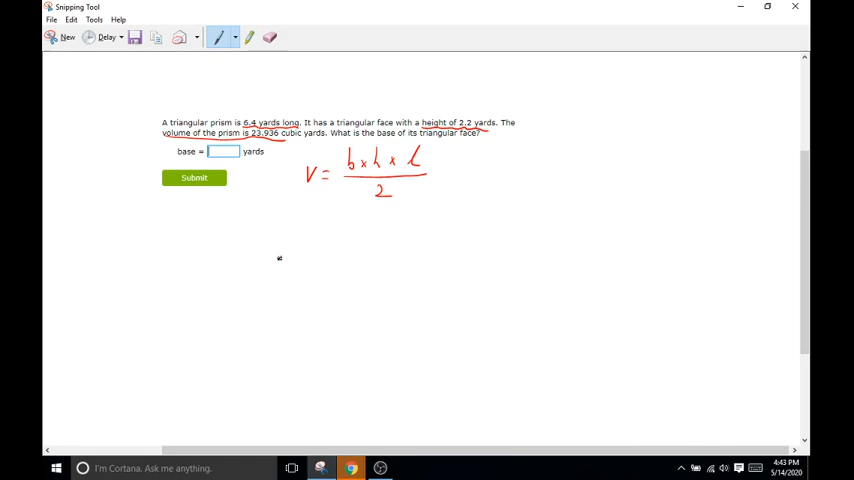 Snipping Tool
File Edit Tools Help
New Delay
A triangular prism is 6.4 yards long. It has a triangular face with a height of 2.2 yards. The
volume of the prism is 23.936 cubic yards. What is the base of its triangular face?
base = yards
Submit
V = b x h x l
2
I'm Cortana. Ask me anything.
4:43 PM
5/14/2020